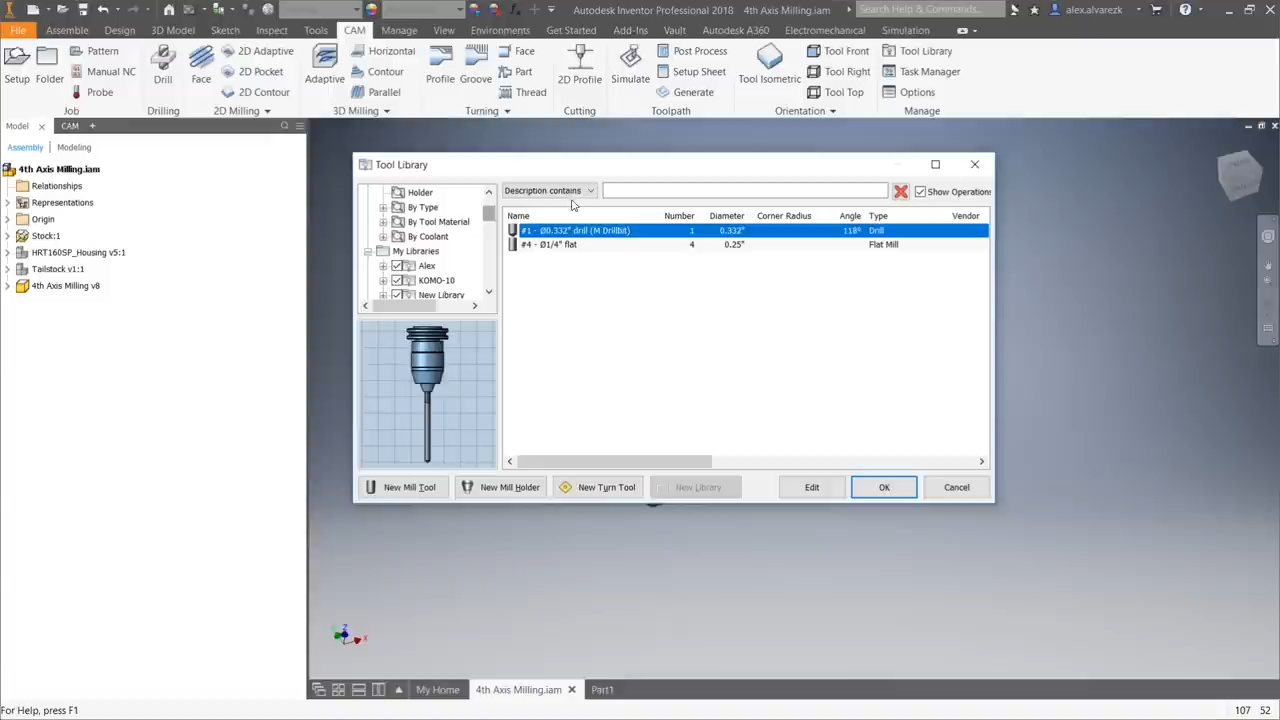 Autodesk Inventor Professional 2018 4th Axis Milling.iam
Search Help & Commands...
alex.alvarezk
File Assembly Design 3D Model Sketch Inspect Tools CAM Manage View Environments Get Started Add-Ins Vault Autodesk A360 Electromechanical Simulation
Pattern 2D Adaptive Horizontal Face Post Process Tool Front Tool Library
Setup Folder Manual NC Drill Face 2D Pocket Adaptive Contour Profile Groove Part 2D Profile Simulate Setup Sheet Tool Isometric Tool Right Task Manager
Probe 2D Contour Parallel Thread Generate Tool Top Options
Job Drilling 2D Milling 3D Milling Turning Cutting Toolpath Orientation Manage
Model CAM
Assembly Modeling
4th Axis Milling.iam
Relationships
Representations
Origin
Stock:1
HRT160SP_Housing v5:1
Tailstock v1:1
4th Axis Milling v8
Tool Library
Holder
By Type
By Tool Material
By Coolant
My Libraries
Alex
KOMO-10
New Library
Description contains Show Operations
Name Number Diameter Corner Radius Angle Type Vendor
#1 - Ø0.332" drill (M Drillbit) 1 0.332" 118° Drill
#4 - Ø1/4" flat 4 0.25" Flat Mill
New Mill Tool New Mill Holder New Turn Tool New Library Edit OK Cancel
Z
X
My Home 4th Axis Milling.iam Part1
For Help, press F1 107 52